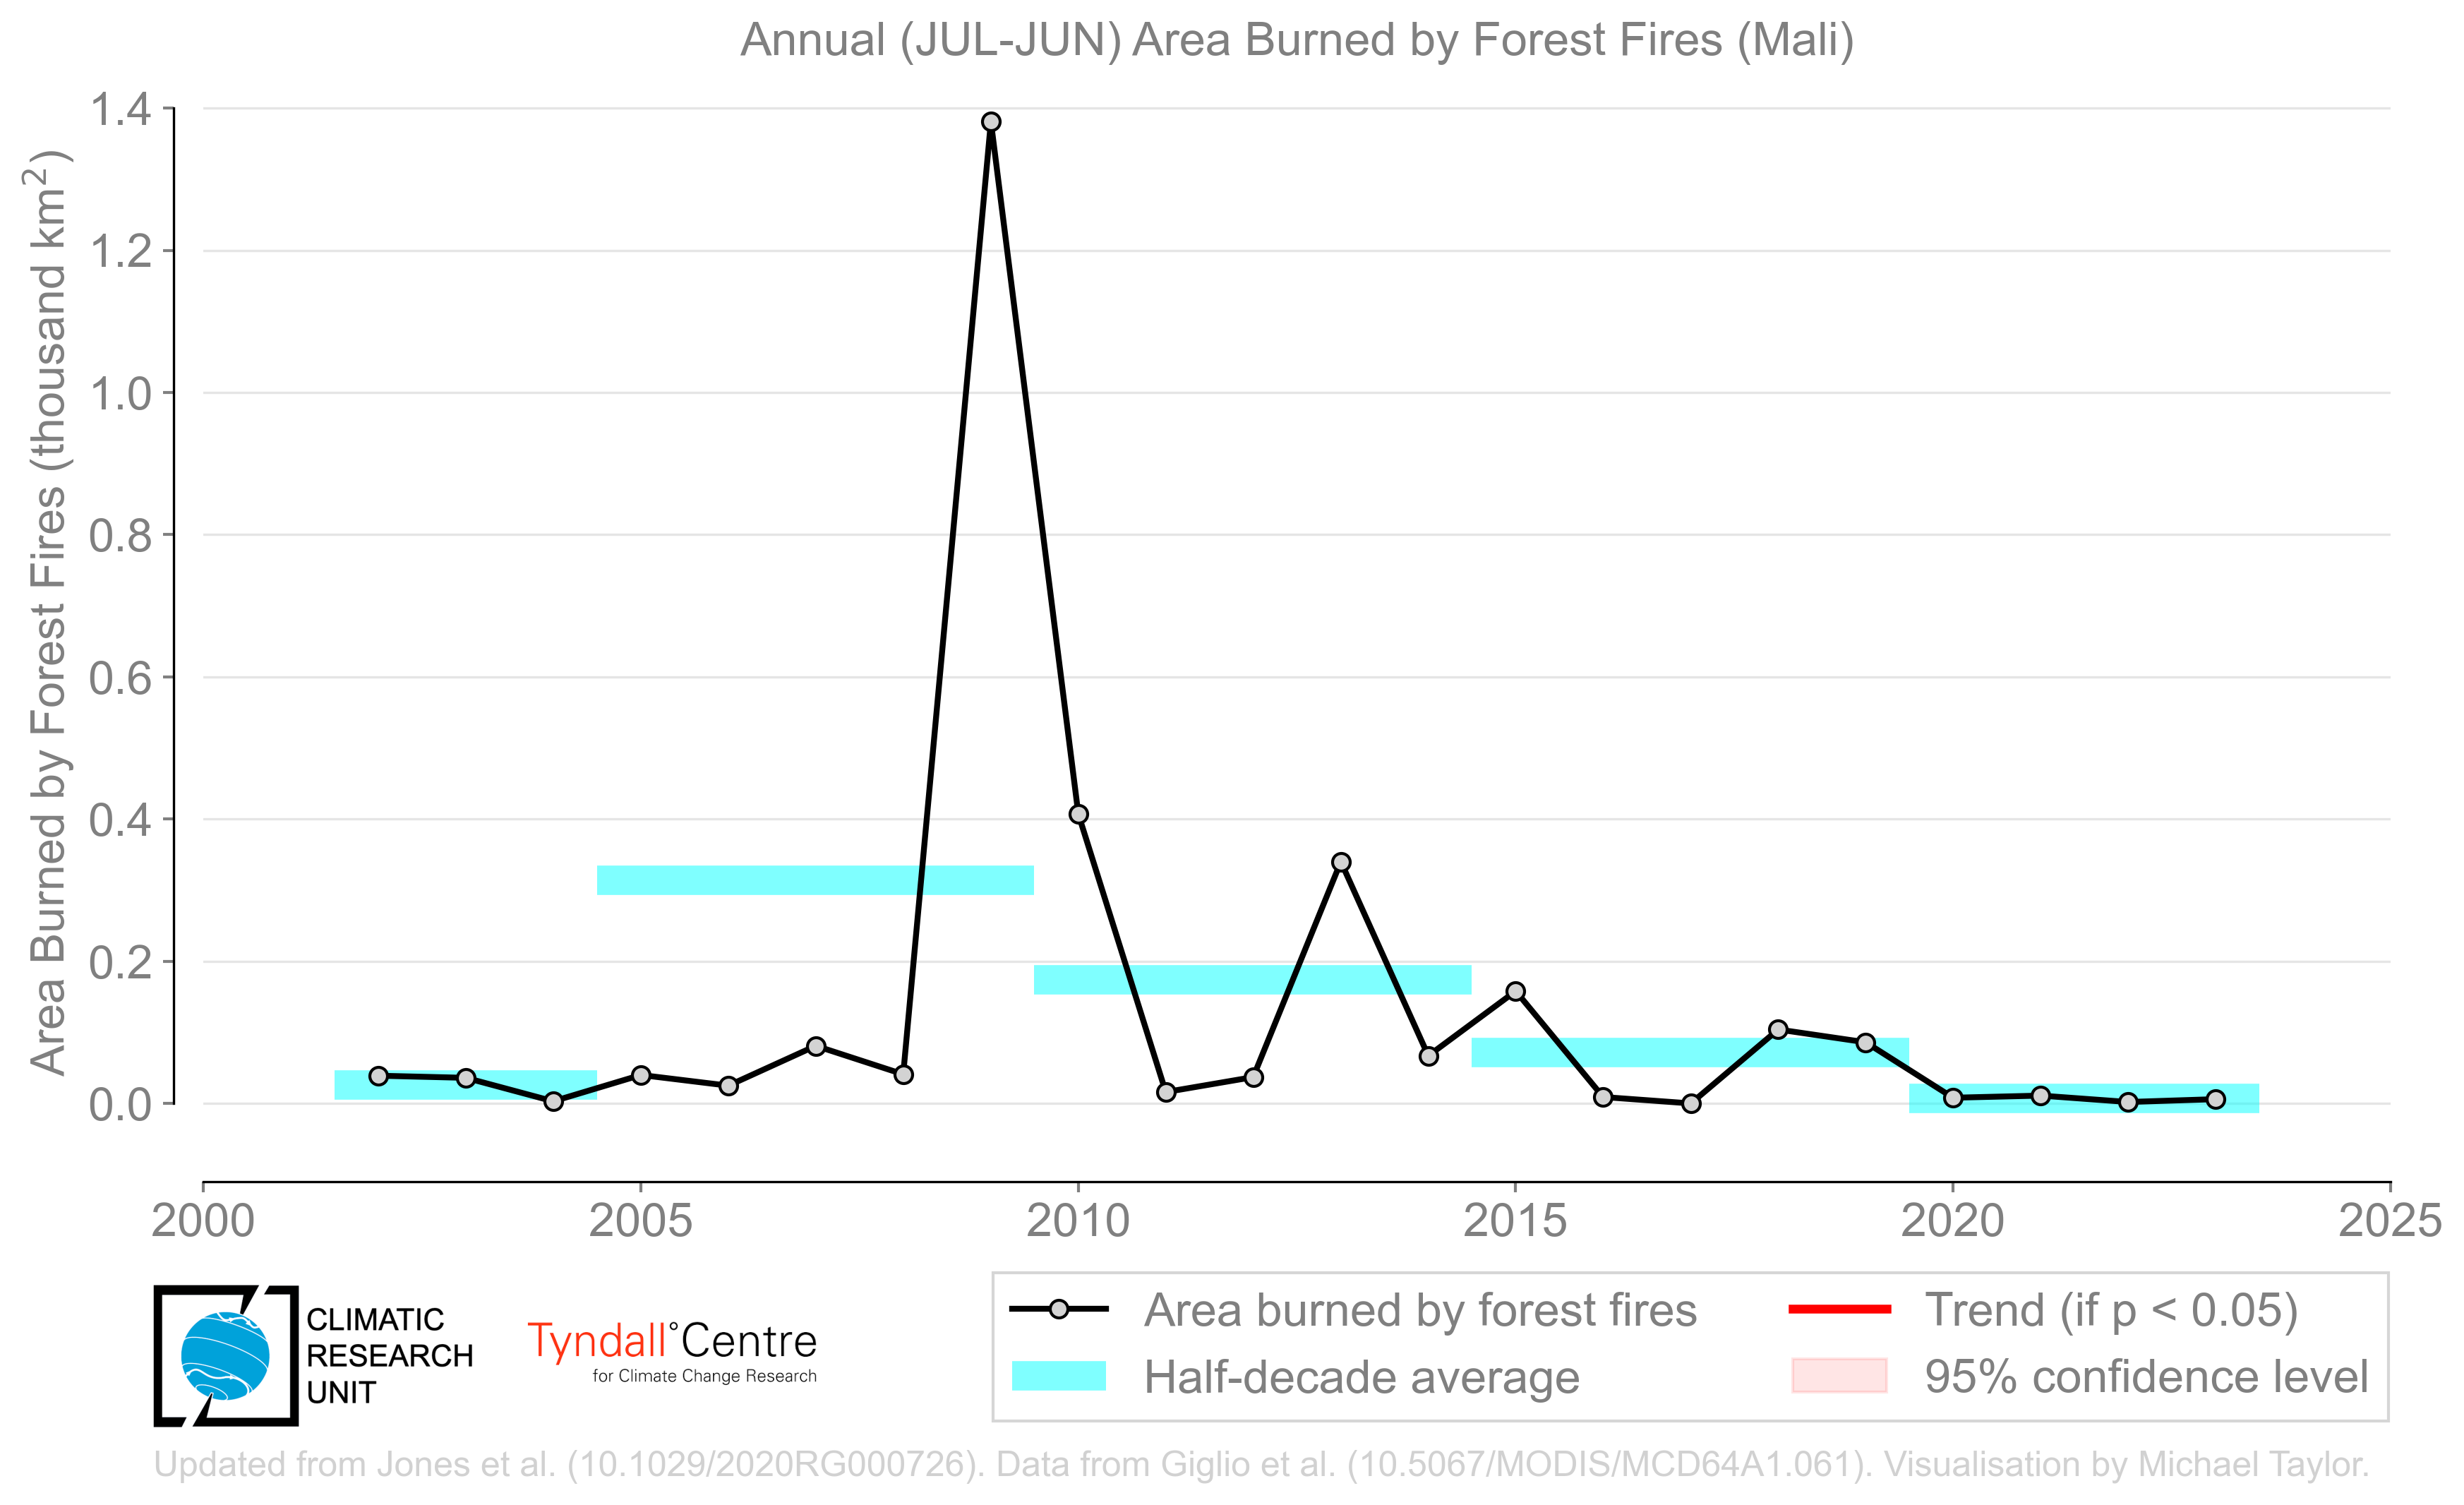 Annual (JUL-JUN) Area Burned by Forest Fires (Mali)
Area Burned by Forest Fires (thousand km²)
1.4
1.2
1.0
0.8
0.6
0.4
0.2
0.0
2000 2005 2010 2015 2020 2025
CLIMATIC
RESEARCH
UNIT
Tyndall°Centre
for Climate Change Research
Area burned by forest fires
Half-decade average
Trend (if p < 0.05)
95% confidence level
Updated from Jones et al. (10.1029/2020RG000726). Data from Giglio et al. (10.5067/MODIS/MCD64A1.061). Visualisation by Michael Taylor.